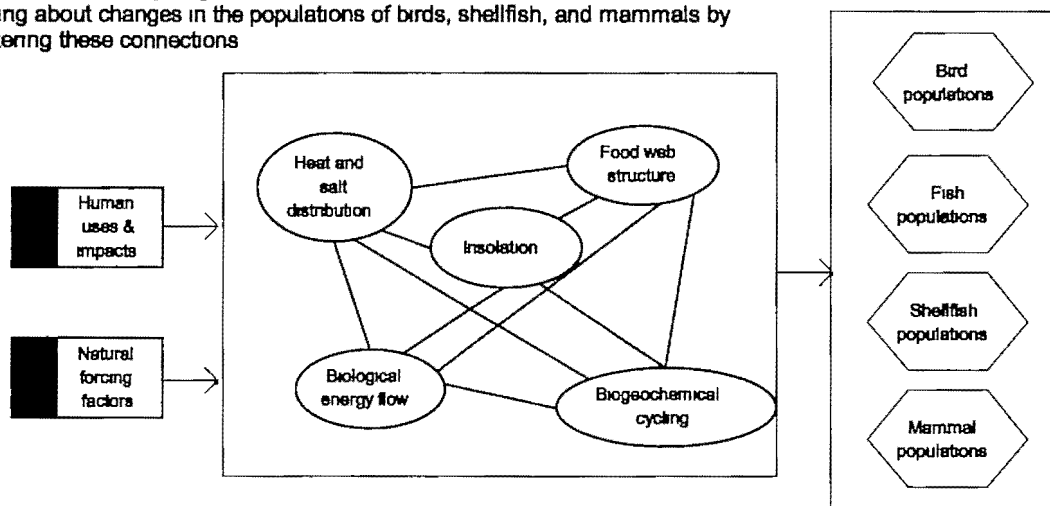 ng about changes in the populations of birds, shellfish, and mammals by
ering these connections
Human
uses &
impacts
Natural
forcing
factors
Heat and
salt
distribution
Food web
structure
Insolation
Biological
energy flow
Biogeochemical
cycling
Bird
populations
Fish
populations
Shellfish
populations
Mammal
populations